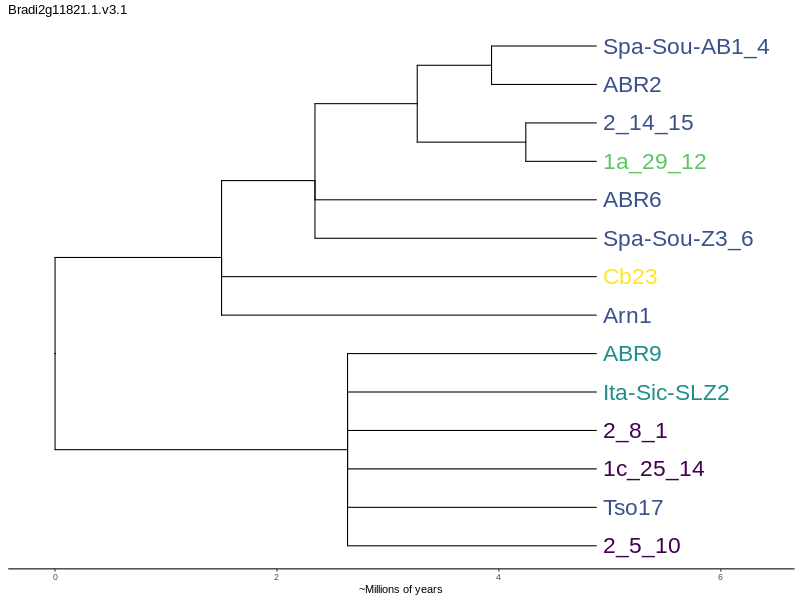 Bradi2g11821.1.v3.1
Spa-Sou-AB1_4
ABR2
2_14_15
1a_29_12
ABR6
Spa-Sou-Z3_6
Cb23
Arn1
ABR9
Ita-Sic-SLZ2
2_8_1
1c_25_14
Tso17
2_5_10
0 2 4 6
~Millions of years